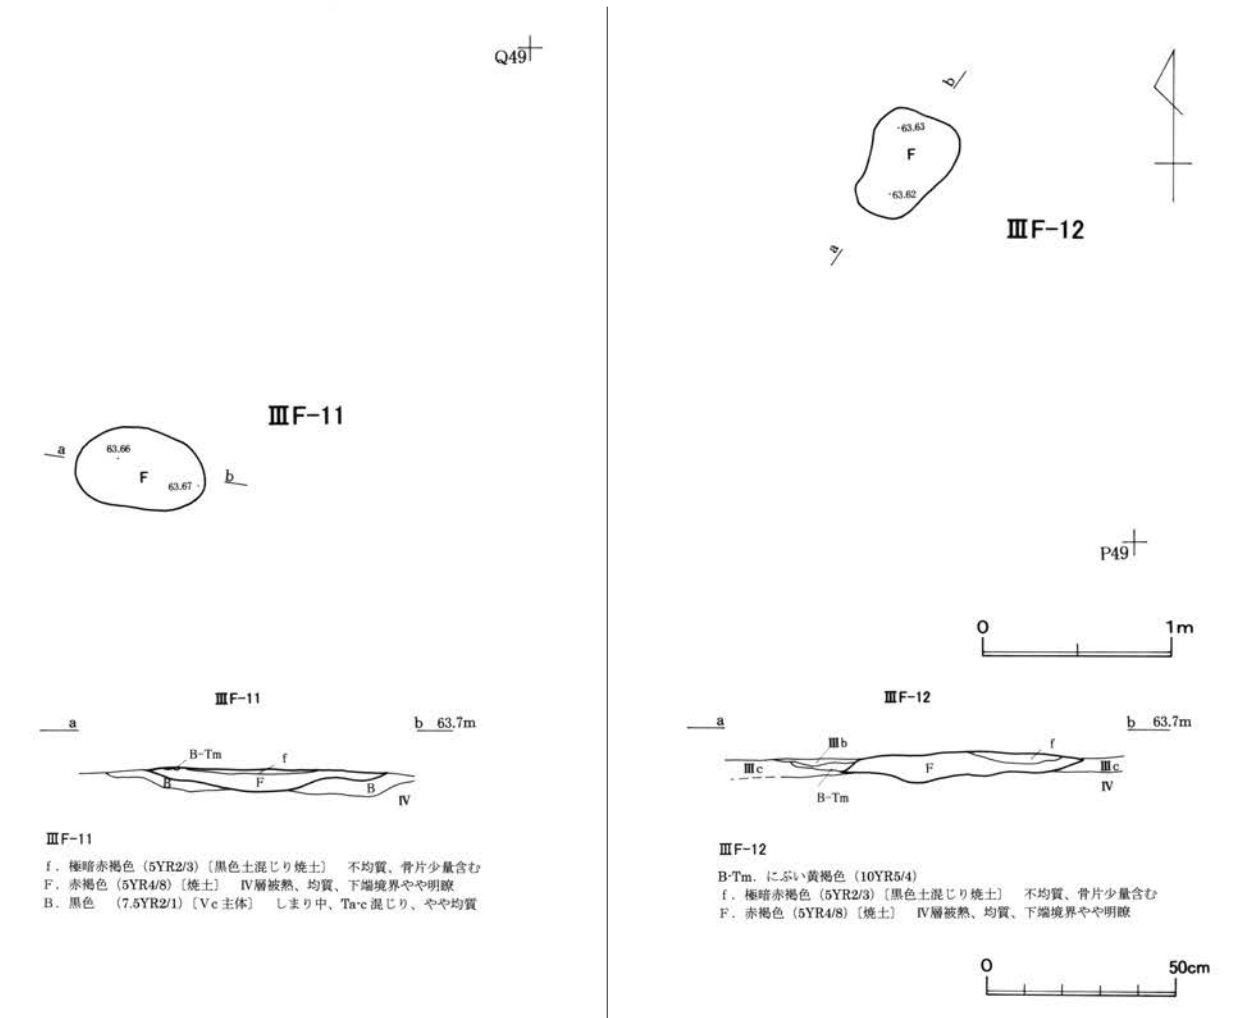 Q49
ⅢF-11
a
63.66
F
63.67
b
ⅢF-11
a
b 63.7m
B-Tm
f
B
F
B
Ⅳ
ⅢF-11
f. 極暗赤褐色（5YR2/3）〔黒色土混じり焼土〕 不均質、骨片少量含む
F. 赤褐色（5YR4/8）〔焼土〕 Ⅳ層被熱、均質、下端境界やや明瞭
B. 黒色 （7.5YR2/1）〔Ⅴc主体〕 しまり中、Ta-c混じり、やや均質
b
63.63
F
63.62
ⅢF-12
a
P49
0 1m
ⅢF-12
a
b 63.7m
Ⅲb
f
Ⅲc
F
Ⅲc
B-Tm
Ⅳ
ⅢF-12
B-Tm. にぶい黄褐色（10YR5/4）
f. 極暗赤褐色（5YR2/3）〔黒色土混じり焼土〕 不均質、骨片少量含む
F. 赤褐色（5YR4/8）〔焼土〕 Ⅳ層被熱、均質、下端境界やや明瞭
0 50cm